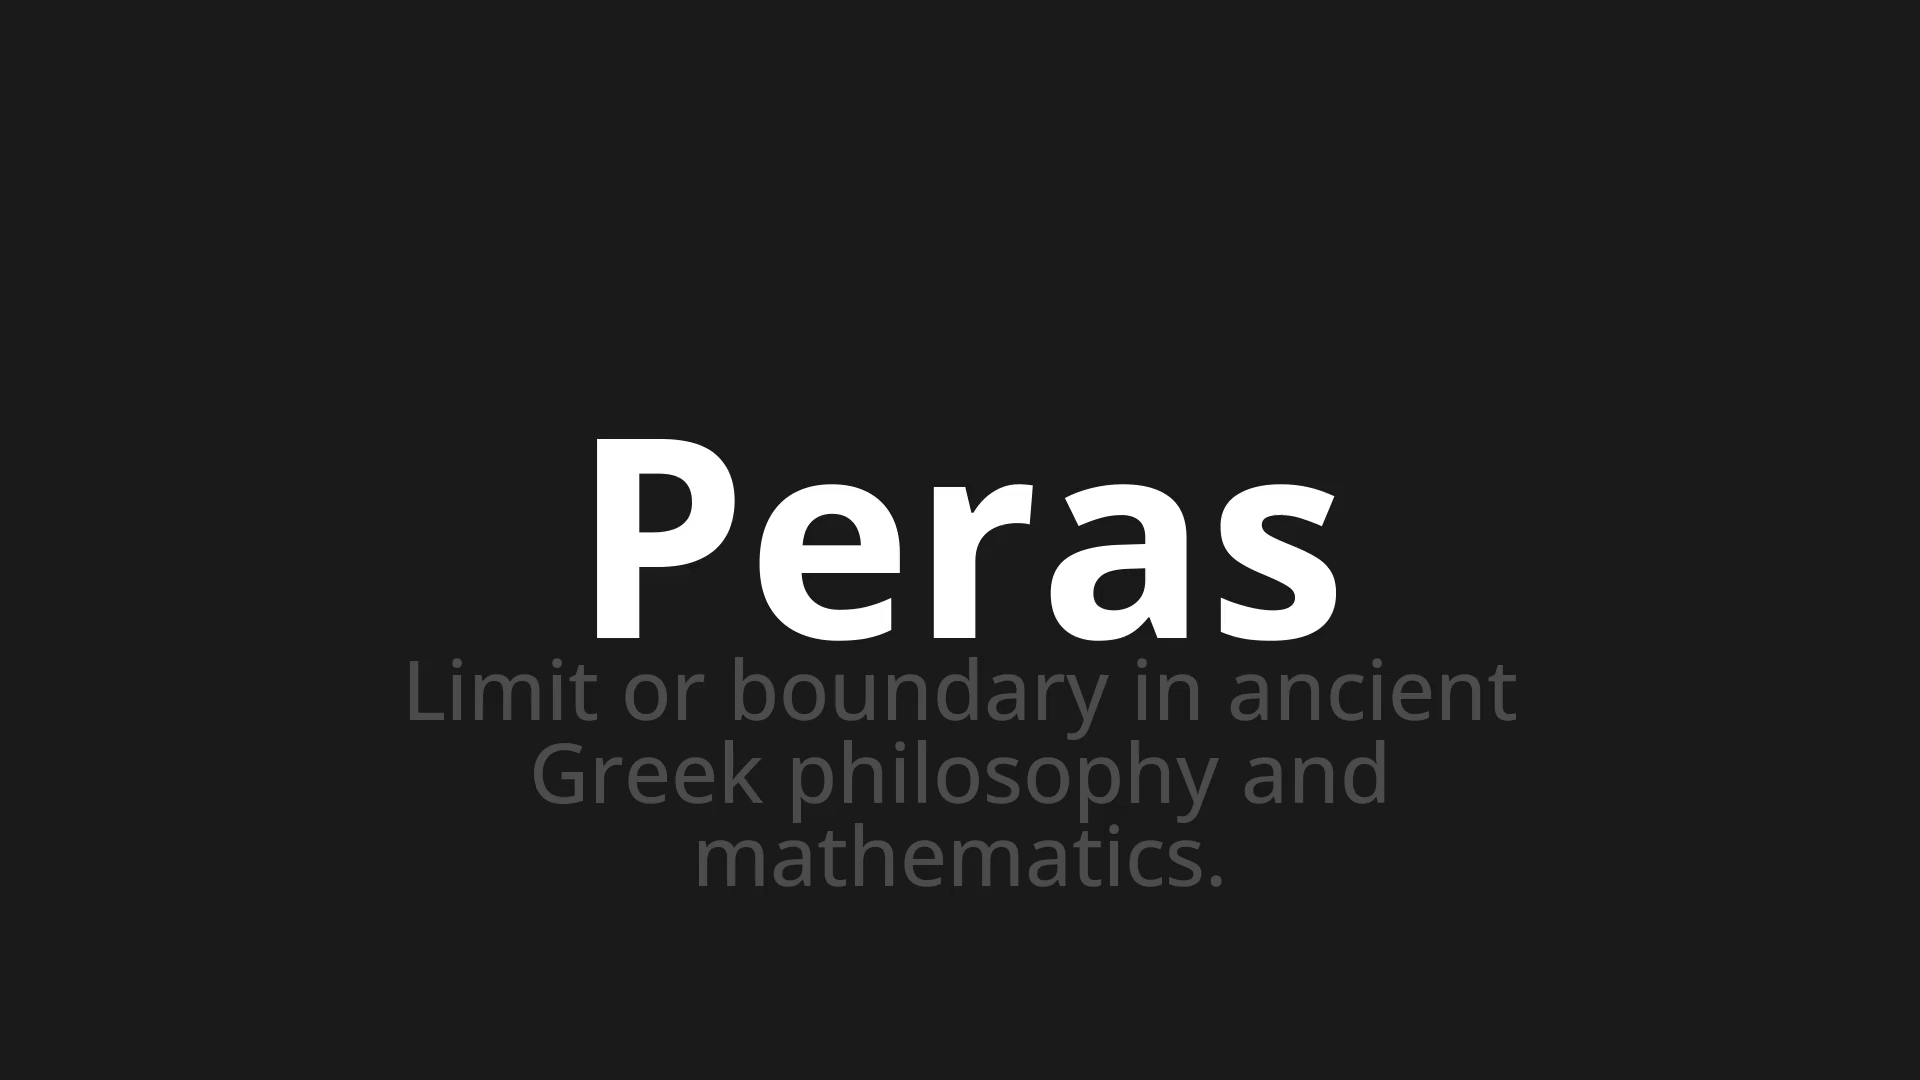 Peras
Limit or boundary in ancient
Greek philosophy and
mathematics.